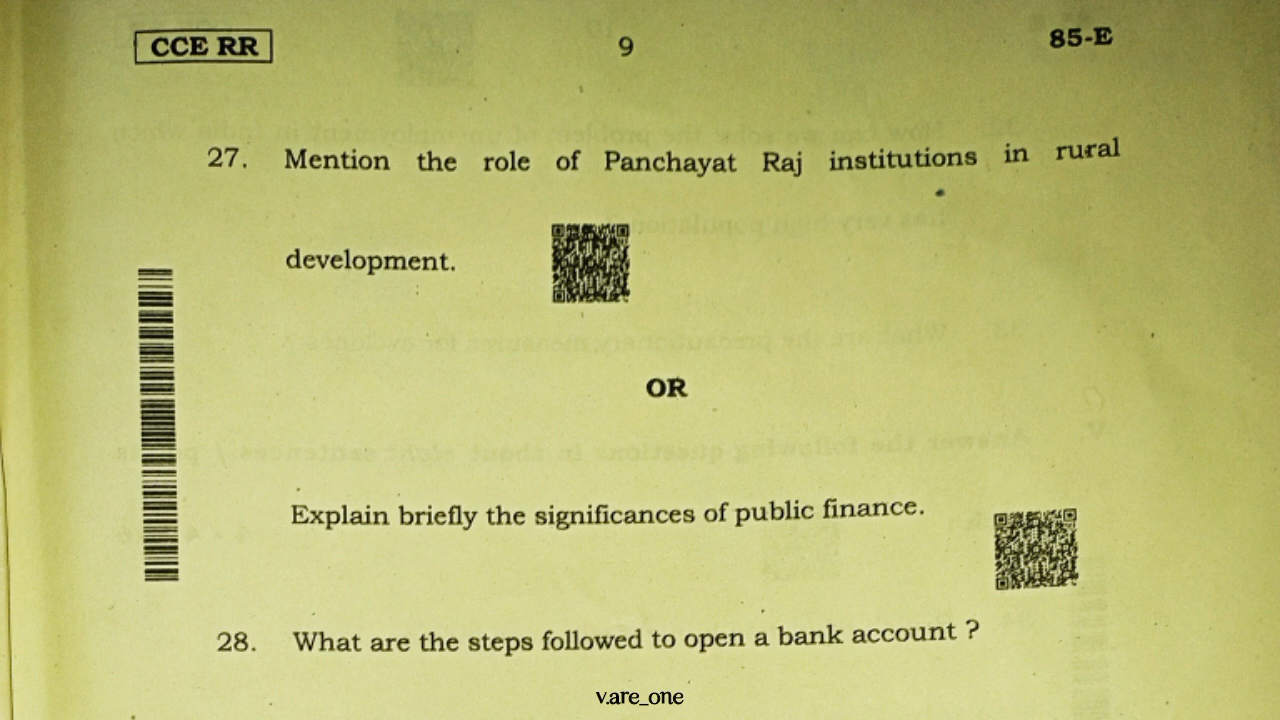 CCE RR 9 85-E
27. Mention the role of Panchayat Raj institutions in rural
development.
OR
Explain briefly the significances of public finance.
28. What are the steps followed to open a bank account ?
v.are_one